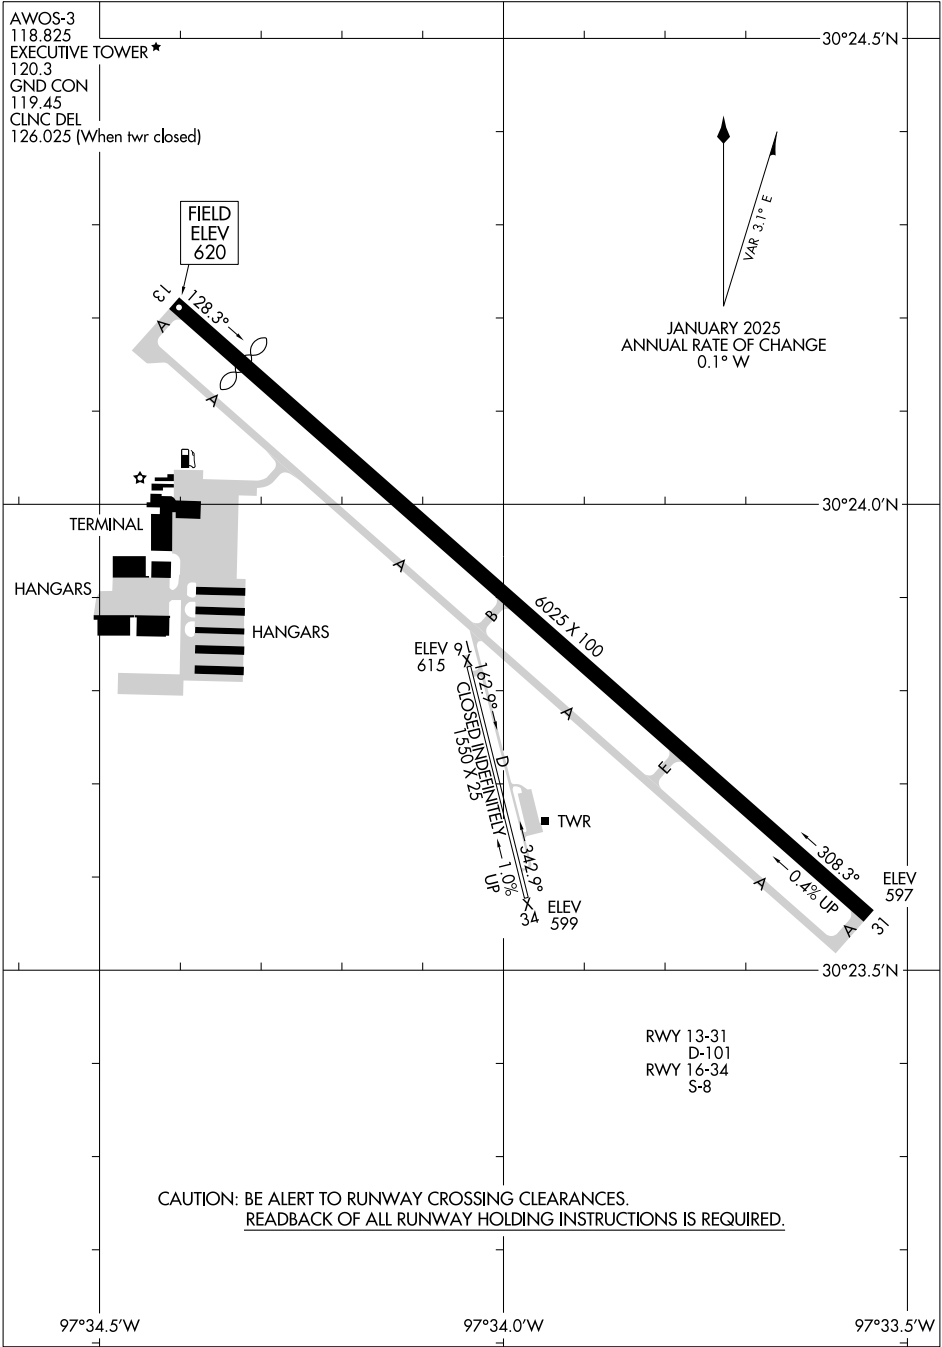 AWOS-3
118.825
EXECUTIVE TOWER★
120.3
GND CON
119.45
CLNC DEL
126.025 (When twr closed)
30°24.5'N
VAR 3.1° E
JANUARY 2025
ANNUAL RATE OF CHANGE
0.1° W
FIELD
ELEV
620
13
128.3°
A
A
TERMINAL
30°24.0'N
A
HANGARS
HANGARS
B
6025 X 100
ELEV
615
16
162.9°
CLOSED INDEFINITELY
1550 X 25
D
A
E
TWR
342.9°
1.0%
UP
34
ELEV
599
308.3°
0.4% UP
A
ELEV
597
31
A
30°23.5'N
RWY 13-31
D-101
RWY 16-34
S-8
CAUTION: BE ALERT TO RUNWAY CROSSING CLEARANCES.
READBACK OF ALL RUNWAY HOLDING INSTRUCTIONS IS REQUIRED.
97°34.5'W
97°34.0'W
97°33.5'W